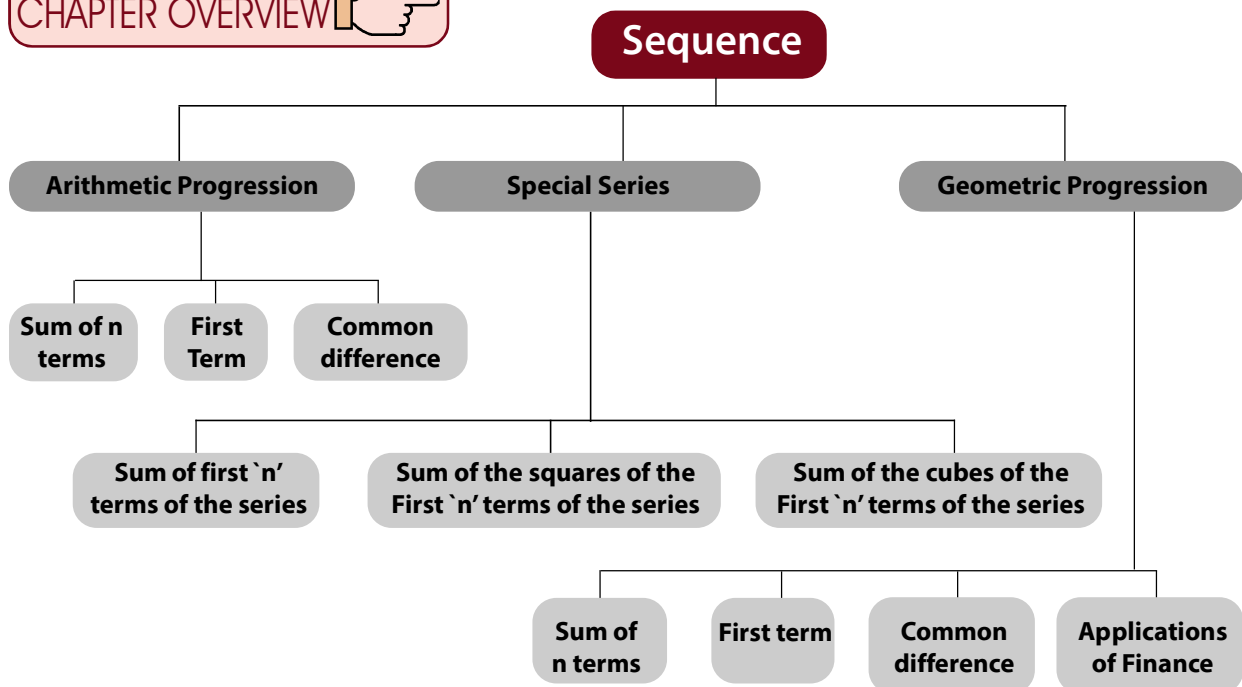 CHAPTER OVERVIEW
Sequence
Arithmetic Progression
Special Series
Geometric Progression
Sum of n
terms
First
Term
Common
difference
Sum of first `n’
terms of the series
Sum of the squares of the
First `n’ terms of the series
Sum of the cubes of the
First `n’ terms of the series
Sum of
n terms
First term
Common
difference
Applications
of Finance